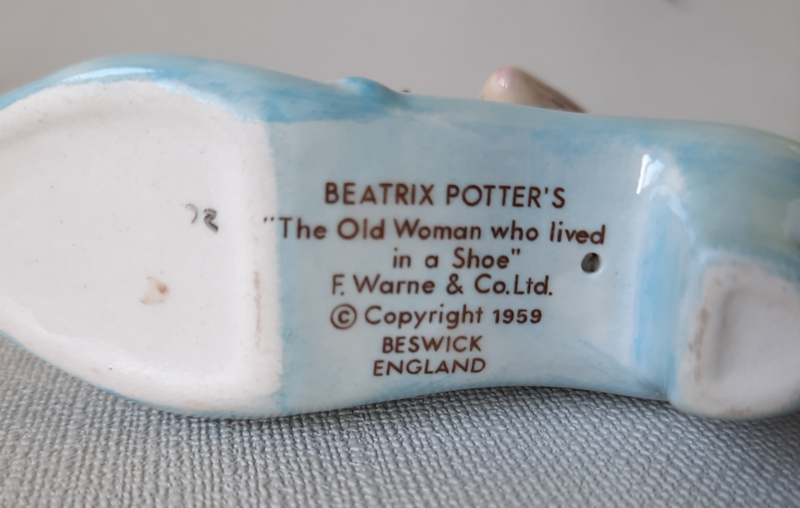 BEATRIX POTTER'S
"The Old Woman who lived
in a Shoe"
F. Warne & Co.Ltd.
© Copyright 1959
BESWICK
ENGLAND